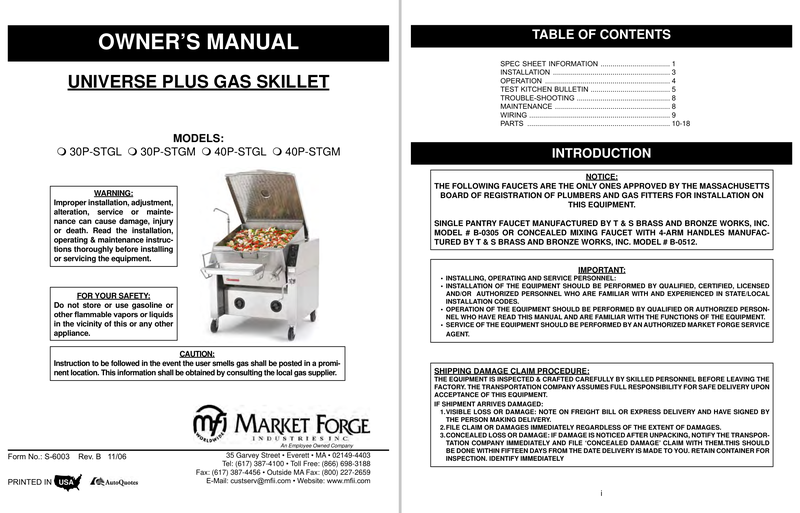 OWNER'S MANUAL
UNIVERSE PLUS GAS SKILLET
MODELS:
❍ 30P-STGL ❍ 30P-STGM ❍ 40P-STGL ❍ 40P-STGM
WARNING:
Improper installation, adjustment,
alteration, service or mainte-
nance can cause damage, injury
or death. Read the installation,
operating & maintenance instruc-
tions thoroughly before installing
or servicing the equipment.
FOR YOUR SAFETY:
Do not store or use gasoline or
other flammable vapors or liquids
in the vicinity of this or any other
appliance.
CAUTION:
Instruction to be followed in the event the user smells gas shall be posted in a promi-
nent location. This information shall be obtained by consulting the local gas supplier.
mfi
WORLDWIDE
MARKET FORGE
INDUSTRIES INC.
An Employee Owned Company
Form No.: S-6003 Rev. B 11/06
35 Garvey Street • Everett • MA • 02149-4403
Tel: (617) 387-4100 • Toll Free: (866) 698-3188
Fax: (617) 387-4456 • Outside MA Fax: (800) 227-2659
E-Mail: custserv@mfii.com • Website: www.mfii.com
PRINTED IN USA
AutoQuotes
TABLE OF CONTENTS
SPEC SHEET INFORMATION ................................. 1
INSTALLATION ........................................................ 3
OPERATION ............................................................ 4
TEST KITCHEN BULLETIN ...................................... 5
TROUBLE-SHOOTING ............................................. 8
MAINTENANCE ....................................................... 8
WIRING .................................................................... 9
PARTS .................................................................... 10-18
INTRODUCTION
NOTICE:
THE FOLLOWING FAUCETS ARE THE ONLY ONES APPROVED BY THE MASSACHUSETTS
BOARD OF REGISTRATION OF PLUMBERS AND GAS FITTERS FOR INSTALLATION ON
THIS EQUIPMENT.
SINGLE PANTRY FAUCET MANUFACTURED BY T & S BRASS AND BRONZE WORKS, INC.
MODEL # B-0305 OR CONCEALED MIXING FAUCET WITH 4-ARM HANDLES MANUFAC-
TURED BY T & S BRASS AND BRONZE WORKS, INC. MODEL # B-0512.
IMPORTANT:
• INSTALLING, OPERATING AND SERVICE PERSONNEL:
• INSTALLATION OF THE EQUIPMENT SHOULD BE PERFORMED BY QUALIFIED, CERTIFIED, LICENSED
AND/OR AUTHORIZED PERSONNEL WHO ARE FAMILIAR WITH AND EXPERIENCED IN STATE/LOCAL
INSTALLATION CODES.
• OPERATION OF THE EQUIPMENT SHOULD BE PERFORMED BY QUALIFIED OR AUTHORIZED PERSON-
NEL WHO HAVE READ THIS MANUAL AND ARE FAMILIAR WITH THE FUNCTIONS OF THE EQUIPMENT.
• SERVICE OF THE EQUIPMENT SHOULD BE PERFORMED BY AN AUTHORIZED MARKET FORGE SERVICE
AGENT.
SHIPPING DAMAGE CLAIM PROCEDURE:
THE EQUIPMENT IS INSPECTED & CRAFTED CAREFULLY BY SKILLED PERSONNEL BEFORE LEAVING THE
FACTORY. THE TRANSPORTATION COMPANY ASSUMES FULL RESPONSIBILITY FOR SAFE DELIVERY UPON
ACCEPTANCE OF THIS EQUIPMENT.
IF SHIPMENT ARRIVES DAMAGED:
1.VISIBLE LOSS OR DAMAGE: NOTE ON FREIGHT BILL OR EXPRESS DELIVERY AND HAVE SIGNED BY
THE PERSON MAKING DELIVERY.
2.FILE CLAIM OR DAMAGES IMMEDIATELY REGARDLESS OF THE EXTENT OF DAMAGES.
3.CONCEALED LOSS OR DAMAGE: IF DAMAGE IS NOTICED AFTER UNPACKING, NOTIFY THE TRANSPOR-
TATION COMPANY IMMEDIATELY AND FILE 'CONCEALED DAMAGE' CLAIM WITH THEM.THIS SHOULD
BE DONE WITHIN FIFTEEN DAYS FROM THE DATE DELIVERY IS MADE TO YOU. RETAIN CONTAINER FOR
INSPECTION. IDENTIFY IMMEDIATELY
i